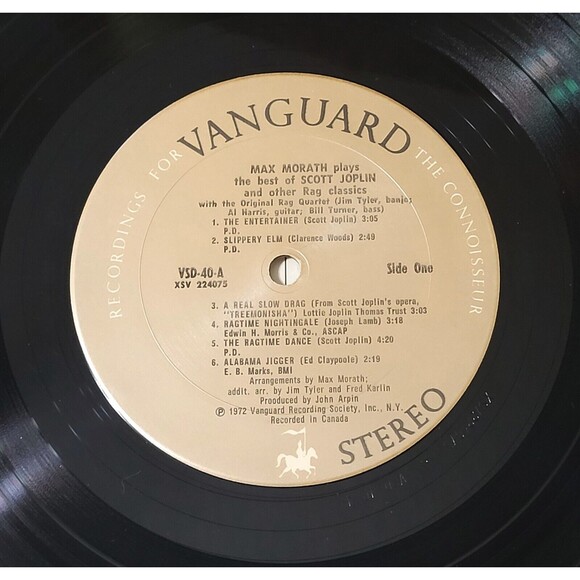 RECORDINGS FOR
VANGUARD
THE CONNOISSEUR
MAX MORATH plays
the best of SCOTT JOPLIN
and other Rag classics
with the Original Rag Quartet (Jim Tyler, banjo;
Al Harris, guitar; Bill Turner, bass)
1. THE ENTERTAINER (Scott Joplin) 3:05
P.D.
2. SLIPPERY ELM (Clarence Woods) 2:49
P.D.
VSD-40-A
XSV 224075
Side One
3. A REAL SLOW DRAG (From Scott Joplin's opera,
"TREEMONISHA") Lottie Joplin Thomas Trust 3:03
4. RAGTIME NIGHTINGALE (Joseph Lamb) 3:18
Edwin H. Morris & Co., ASCAP
5. THE RAGTIME DANCE (Scott Joplin) 4:20
P.D.
6. ALABAMA JIGGER (Ed Claypoole) 2:19
E. B. Marks, BMI
Arrangements by Max Morath;
addit. arr. by Jim Tyler and Fred Karlin
Produced by John Arpin
℗ 1972 Vanguard Recording Society, Inc., N.Y.
Recorded in Canada
STEREO